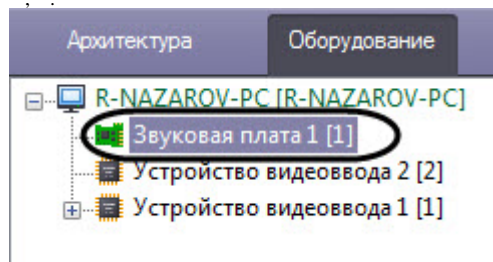 Архитектура Оборудование
R-NAZAROV-PC [R-NAZAROV-PC]
Звуковая плата 1 [1]
Устройство видеоввода 2 [2]
Устройство видеоввода 1 [1]